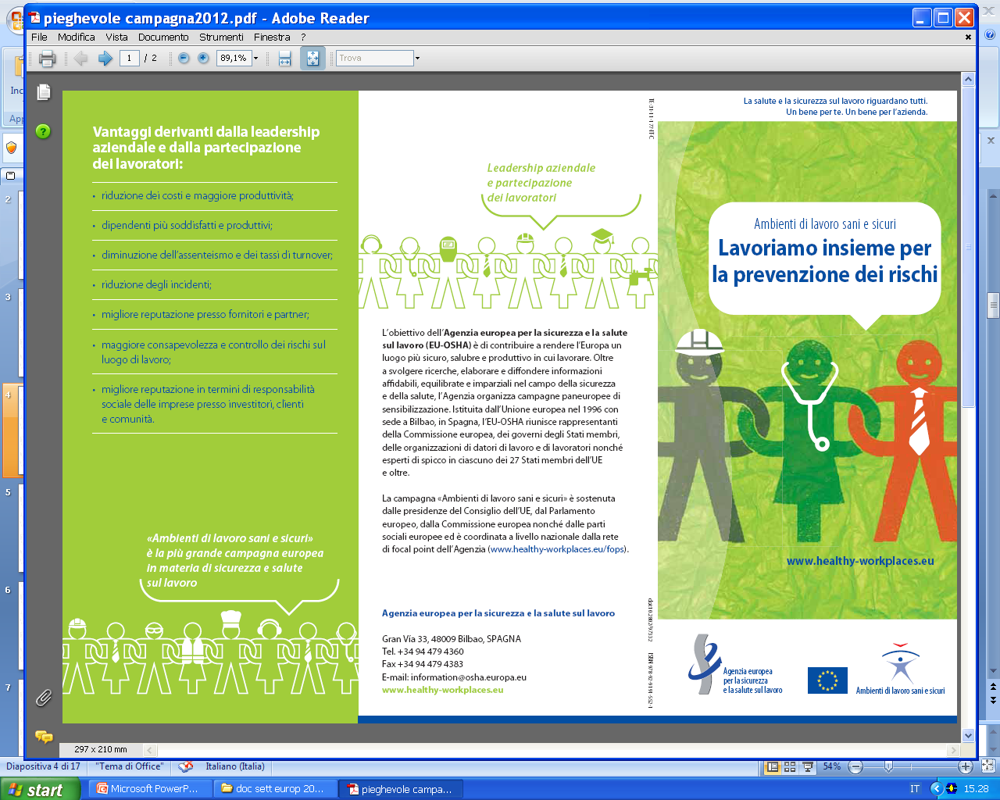 pieghevole campagna2012.pdf - Adobe Reader
File Modifica Vista Documento Strumenti Finestra ?
1 / 2 89,1% Trova
Vantaggi derivanti dalla leadership
aziendale e dalla partecipazione
dei lavoratori:
• riduzione dei costi e maggiore produttività;
• dipendenti più soddisfatti e produttivi;
• diminuzione dell'assenteismo e dei tassi di turnover;
• riduzione degli incidenti;
• migliore reputazione presso fornitori e partner;
• maggiore consapevolezza e controllo dei rischi sul
luogo di lavoro;
• migliore reputazione in termini di responsabilità
sociale delle imprese presso investitori, clienti
e comunità.
«Ambienti di lavoro sani e sicuri»
è la più grande campagna europea
in materia di sicurezza e salute
sul lavoro
Leadership aziendale
e partecipazione
dei lavoratori
L'obiettivo dell'Agenzia europea per la sicurezza e la salute
sul lavoro (EU-OSHA) è di contribuire a rendere l'Europa un
luogo più sicuro, salubre e produttivo in cui lavorare. Oltre
a svolgere ricerche, elaborare e diffondere informazioni
affidabili, equilibrate e imparziali nel campo della sicurezza
e della salute, l'Agenzia organizza campagne paneuropee di
sensibilizzazione. Istituita dall'Unione europea nel 1996 con
sede a Bilbao, in Spagna, l'EU-OSHA riunisce rappresentanti
della Commissione europea, dei governi degli Stati membri,
delle organizzazioni di datori di lavoro e di lavoratori nonché
esperti di spicco in ciascuno dei 27 Stati membri dell'UE
e oltre.
La campagna «Ambienti di lavoro sani e sicuri» è sostenuta
dalle presidenze del Consiglio dell'UE, dal Parlamento
europeo, dalla Commissione europea nonché dalle parti
sociali europee ed è coordinata a livello nazionale dalla rete
di focal point dell'Agenzia (www.healthy-workplaces.eu/fops).
Agenzia europea per la sicurezza e la salute sul lavoro
Gran Vía 33, 48009 Bilbao, SPAGNA
Tel. +34 94 479 4360
Fax +34 94 479 4383
E-mail: information@osha.europa.eu
www.healthy-workplaces.eu
La salute e la sicurezza sul lavoro riguardano tutti.
Un bene per te. Un bene per l'azienda.
Ambienti di lavoro sani e sicuri
Lavoriamo insieme per
la prevenzione dei rischi
www.healthy-workplaces.eu
Agenzia europea
per la sicurezza
e la salute sul lavoro
Ambienti di lavoro sani e sicuri
297 x 210 mm
2
3
4
5
6
7
Diapositiva 4 di 17 "Tema di Office" Italiano (Italia) 54%
start Microsoft PowerP... doc sett europ 20... pieghevole campa... IT 15.28